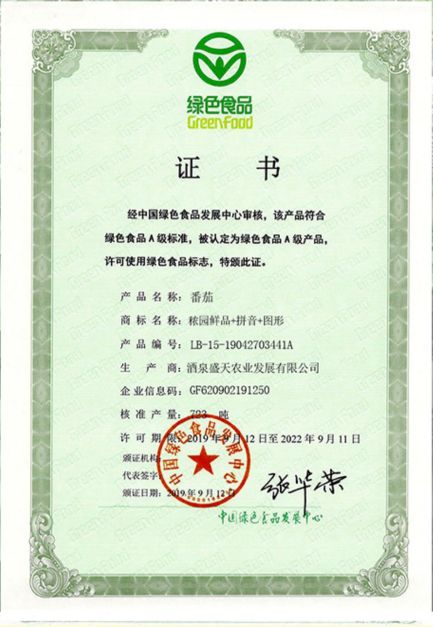 绿色食品
GreenFood
证 书
经中国绿色食品发展中心审核，该产品符合
绿色食品A级标准，被认定为绿色食品A级产品，
许可使用绿色食品标志，特颁此证。
产品名称：番茄
商标名称：秾园鲜品+拼音+图形
产品编号：LB-15-19042703441A
生 产 商：酒泉盛天农业发展有限公司
企业信息码：GF620902191250
核准产量：723 吨
许可期限：2019年9月12日至2022年9月11日
颁证机构：
代表签字：
颁证日期：2019年9月12日
中国绿色食品发展中心
张华荣
中国绿色食品发展中心